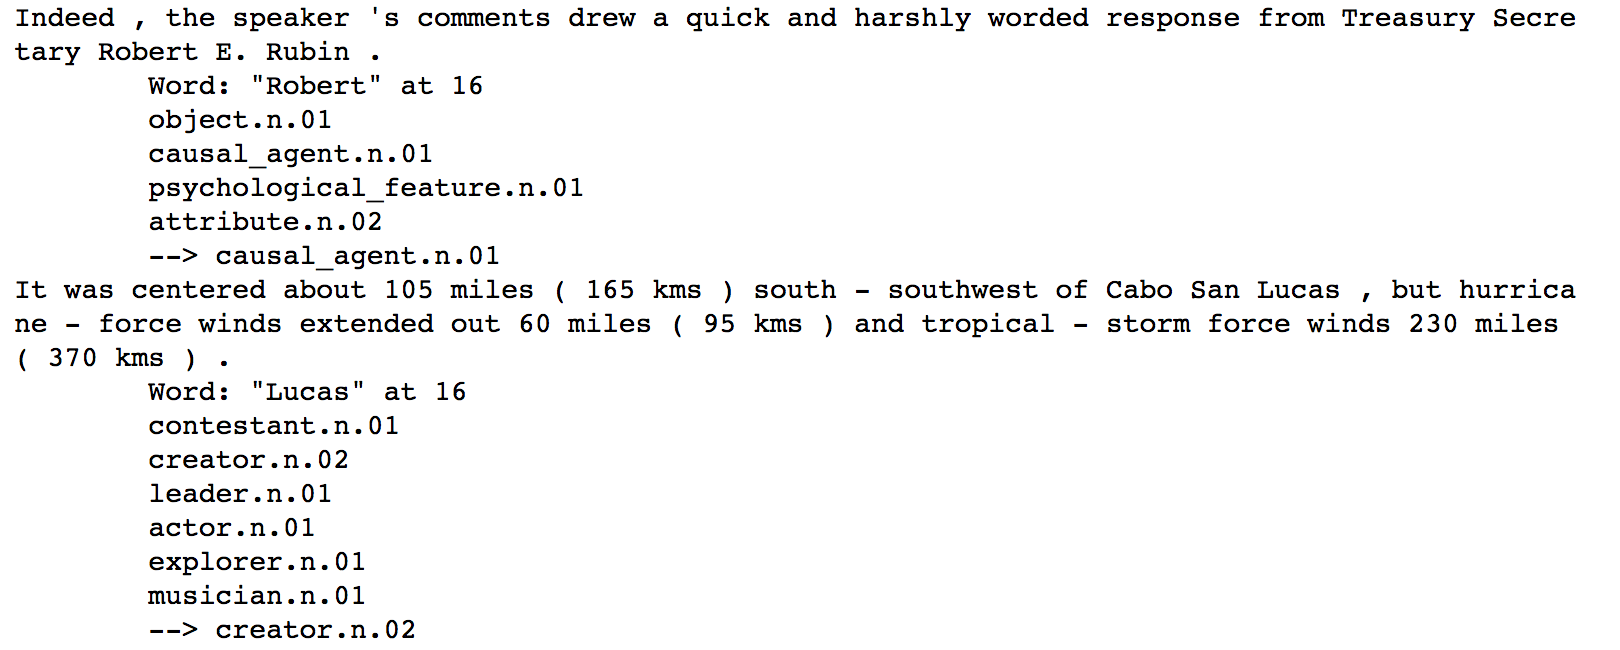 Indeed , the speaker 's comments drew a quick and harshly worded response from Treasury Secre
tary Robert E. Rubin .
Word: "Robert" at 16
object.n.01
causal_agent.n.01
psychological_feature.n.01
attribute.n.02
--> causal_agent.n.01
It was centered about 105 miles ( 165 kms ) south - southwest of Cabo San Lucas , but hurrica
ne - force winds extended out 60 miles ( 95 kms ) and tropical - storm force winds 230 miles
( 370 kms ) .
Word: "Lucas" at 16
contestant.n.01
creator.n.02
leader.n.01
actor.n.01
explorer.n.01
musician.n.01
--> creator.n.02